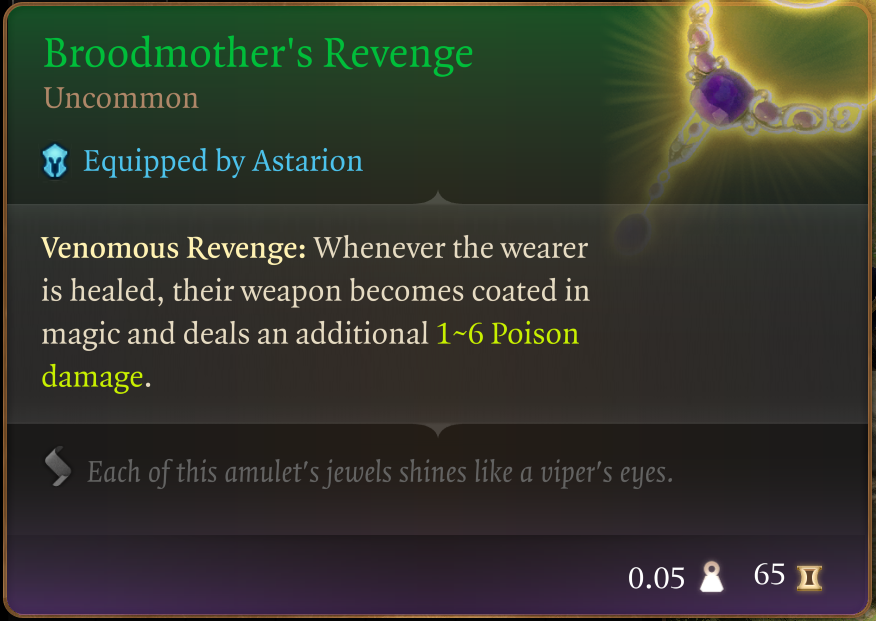 Broodmother's Revenge
Uncommon
Equipped by Astarion
Venomous Revenge: Whenever the wearer
is healed, their weapon becomes coated in
magic and deals an additional 1~6 Poison
damage.
Each of this amulet's jewels shines like a viper's eyes.
0.05 65